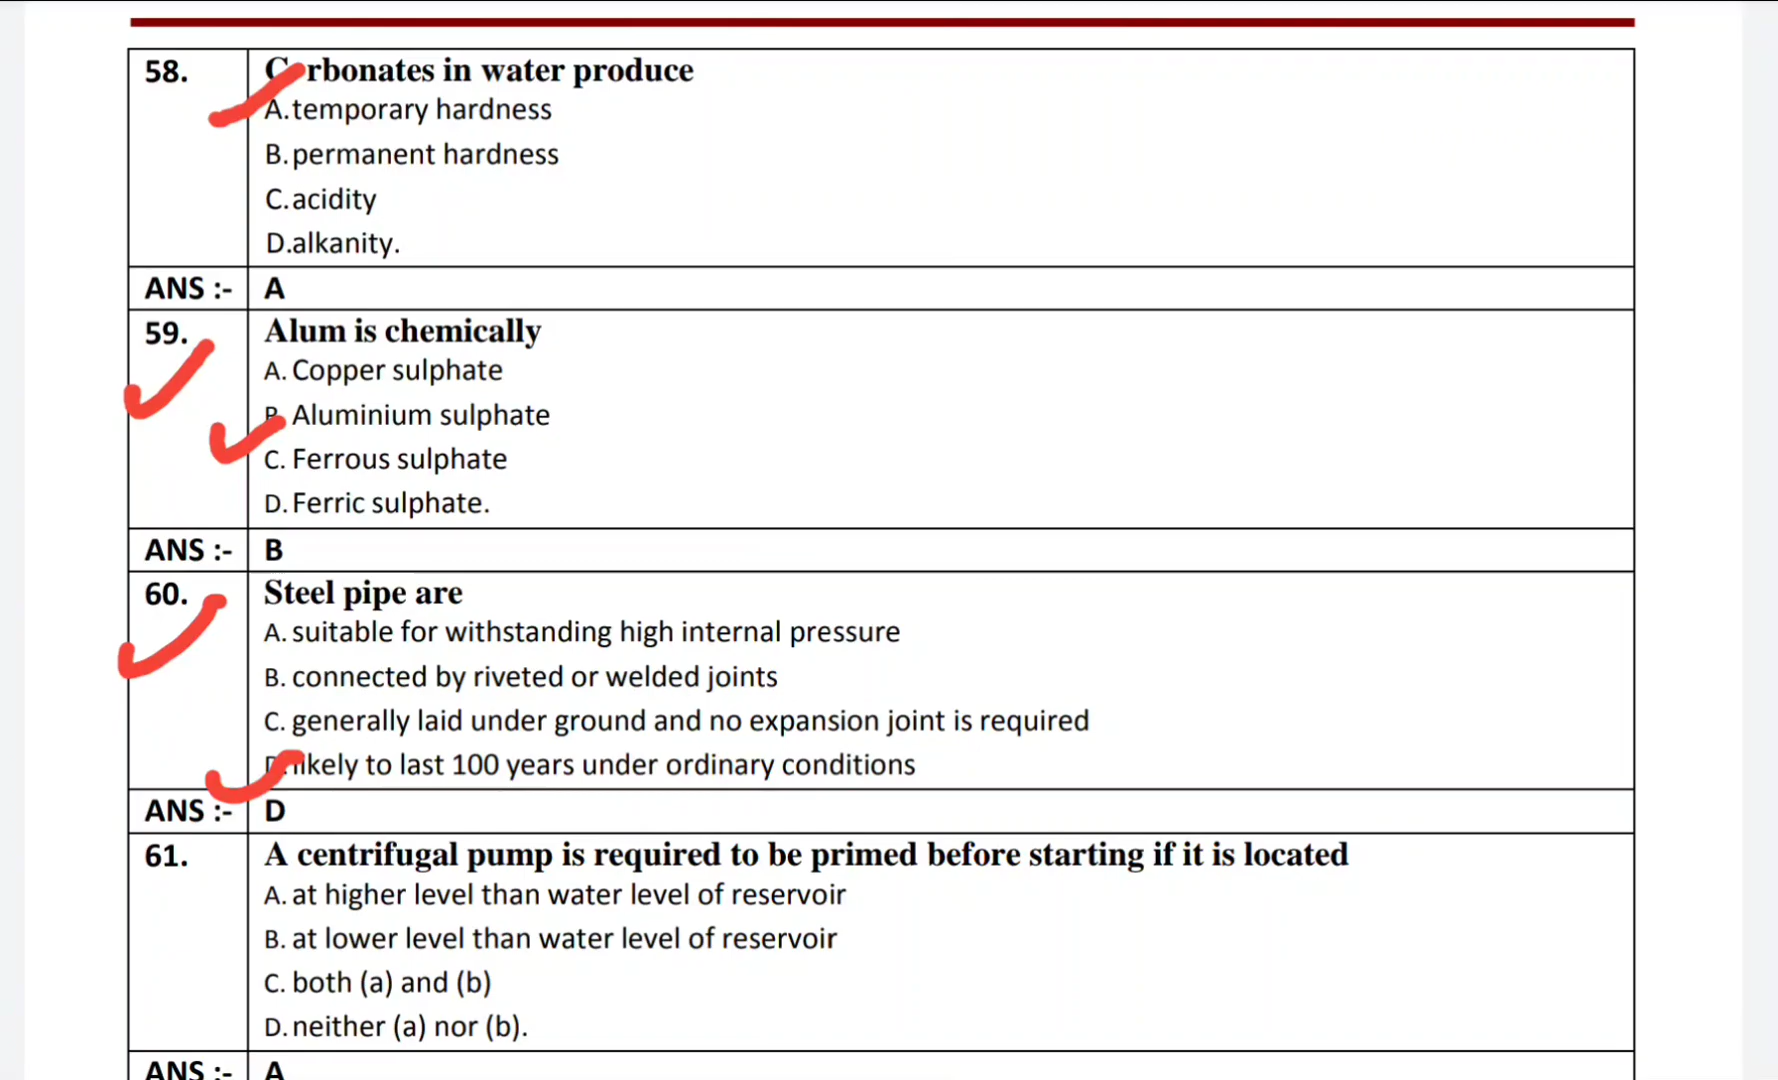 58. Carbonates in water produce
A.temporary hardness
B.permanent hardness
C.acidity
D.alkanity.
ANS :- A
59. Alum is chemically
A. Copper sulphate
B. Aluminium sulphate
C. Ferrous sulphate
D. Ferric sulphate.
ANS :- B
60. Steel pipe are
A. suitable for withstanding high internal pressure
B. connected by riveted or welded joints
C. generally laid under ground and no expansion joint is required
D. likely to last 100 years under ordinary conditions
ANS :- D
61. A centrifugal pump is required to be primed before starting if it is located
A. at higher level than water level of reservoir
B. at lower level than water level of reservoir
C. both (a) and (b)
D. neither (a) nor (b).
ANS :- A